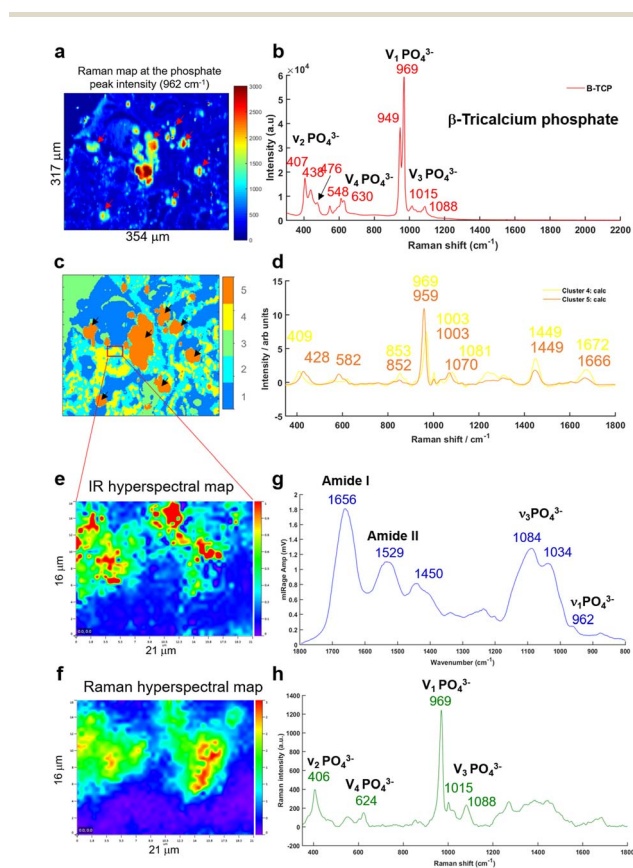 a
Raman map at the phosphate
peak intensity (962 cm⁻¹)
317 µm
354 µm
3000
2500
2000
1500
1000
500
0
b
×10⁴
V₁ PO₄³⁻
969
B-TCP
β-Tricalcium phosphate
949
ν₂ PO₄³⁻
407
438
476
V₄ PO₄³⁻
548
630
V₃ PO₄³⁻
1015
1088
Intensity (a.u)
6
5
4
3
2
1
0
400 600 800 1000 1200 1400 1600 1800 2000 2200
Raman shift (cm⁻¹)
c
5
4
3
2
1
d
969
959
Cluster 4: calc
Cluster 5: calc
409
428
582
853
852
1003
1003
1081
1070
1449
1449
1672
1666
Intensity / arb units
15
10
5
0
400 600 800 1000 1200 1400 1600 1800
Raman shift / cm⁻¹
e
IR hyperspectral map
16 µm
21 µm
g
Amide I
1656
Amide II
1529
1450
ν₃PO₄³⁻
1084
1034
ν₁PO₄³⁻
962
mIRage Amp (mV)
2
1.8
1.6
1.4
1.2
1
0.8
0.6
0.4
0.2
0
1800 1700 1600 1500 1400 1300 1200 1100 1000 900 800
Wavenumber (cm⁻¹)
f
Raman hyperspectral map
16 µm
21 µm
h
V₁ PO₄³⁻
969
ν₂ PO₄³⁻
406
V₄ PO₄³⁻
624
V₃ PO₄³⁻
1015
1088
Raman intensity (a.u.)
1400
1200
1000
800
600
400
200
0
-200
400 600 800 1000 1200 1400 1600 1800
Raman shift (cm⁻¹)